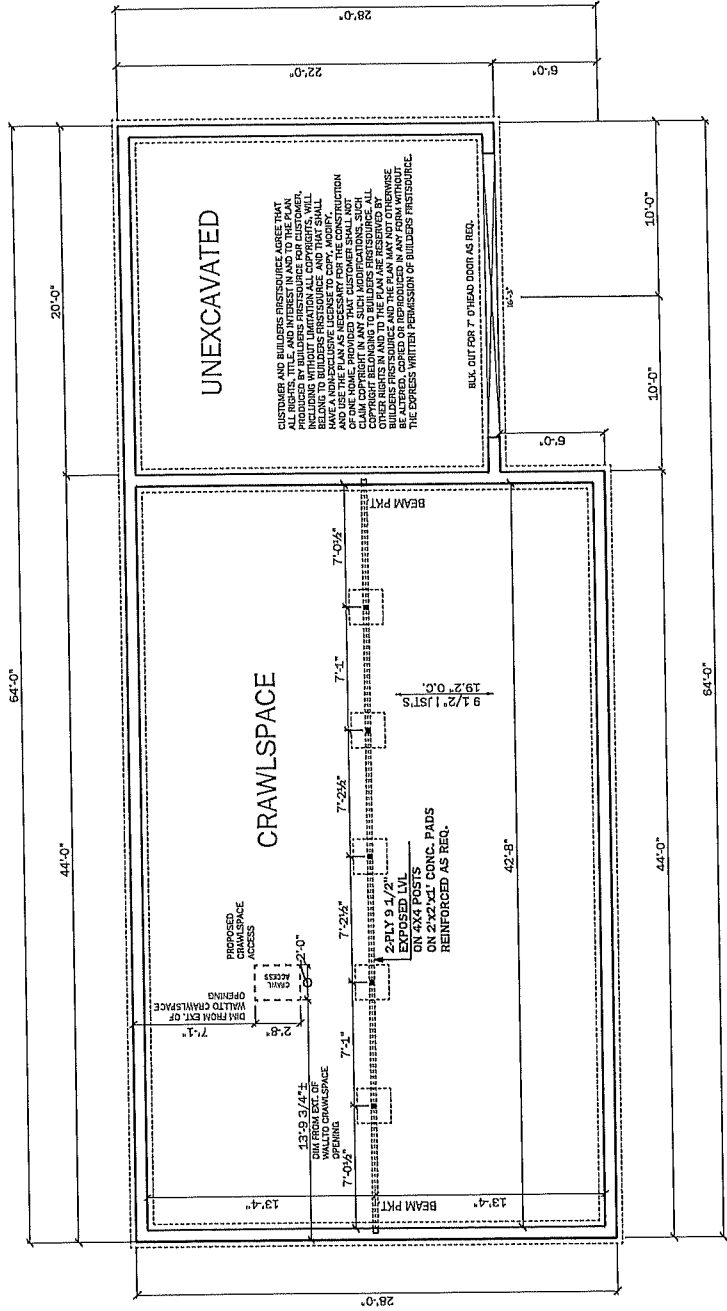 64'-0"
44'-0"
20'-0"
28'-0"
22'-0"
6'-0"
28'-0"
UNEXCAVATED
CUSTOMER AND BUILDERS FIRSTSOURCE AGREE THAT
ALL RIGHTS, TITLE, AND INTEREST IN AND TO THE PLAN
PRODUCED BY BUILDERS FIRSTSOURCE FOR CUSTOMER,
INCLUDING WITHOUT LIMITATION ALL COPYRIGHTS, WILL
BELONG TO BUILDERS FIRSTSOURCE AND THAT SHALL
HAVE A NON-EXCLUSIVE LICENSE TO COPY, MODIFY,
AND USE THE PLAN AS NECESSARY FOR THE CONSTRUCTION
OF ONE HOME, PROVIDED THAT CUSTOMER SHALL NOT
CLAIM COPYRIGHT IN ANY SUCH MODIFICATIONS, SUCH
COPYRIGHT BELONGING TO BUILDERS FIRSTSOURCE. ALL
OTHER RIGHTS IN AND TO THE PLAN ARE RESERVED BY
BUILDERS FIRSTSOURCE AND THE PLAN MAY NOT OTHERWISE
BE ALTERED, COPIED OR REPRODUCED IN ANY FORM WITHOUT
THE EXPRESS WRITTEN PERMISSION OF BUILDERS FIRSTSOURCE.
BLK. OUT FOR 7' O'HEAD DOOR AS REQ.
16'-3"
10'-0"
10'-0"
6'-0"
CRAWLSPACE
PROPOSED
CRAWLSPACE
ACCESS
CRAWL
ACCESS
2'-0"
2'-8"
7'-1"
DIM FROM EXT. OF
WALL TO CRAWLSPACE
OPENING
13'-9 3/4"±
DIM FROM EXT. OF
WALL TO CRAWLSPACE
OPENING
7'-0½"
7'-1"
7'-2½"
7'-2½"
7'-1"
7'-0½"
BEAM PKT
BEAM PKT
13'-4"
13'-4"
2-PLY 9 1/2"
EXPOSED LVL
ON 4X4 POSTS
ON 2'x2'x1' CONC. PADS
REINFORCED AS REQ.
9 1/2" I JST'S
19.2" O.C.
42'-8"
44'-0"
64'-0"